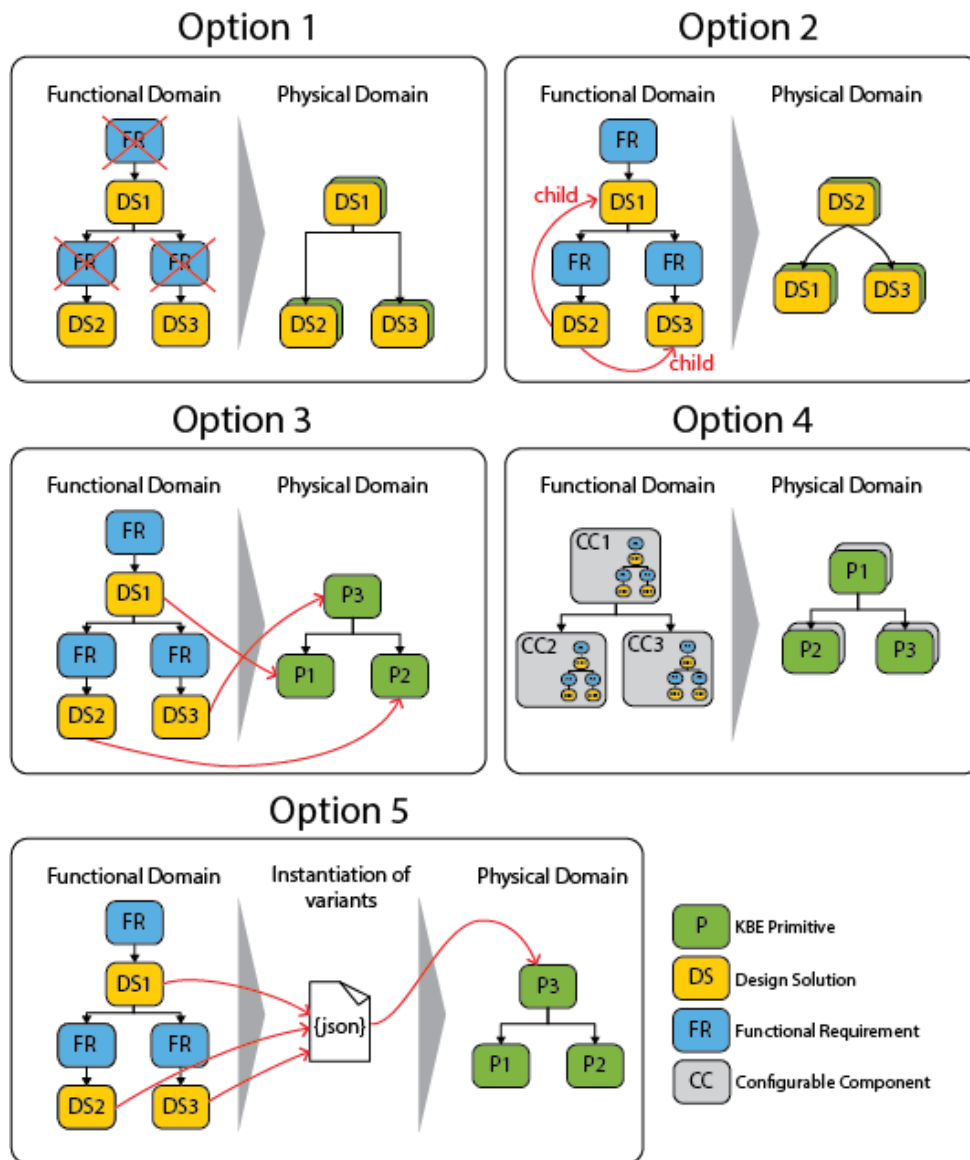 Option 1
Functional Domain
Physical Domain
FR
DS1
FR
FR
DS2
DS3
DS1
DS2
DS3
Option 2
Functional Domain
Physical Domain
FR
child
DS1
FR
FR
DS2
DS3
child
DS2
DS1
DS3
Option 3
Functional Domain
Physical Domain
FR
DS1
FR
FR
DS2
DS3
P3
P1
P2
Option 4
Functional Domain
Physical Domain
CC1
CC2
CC3
P1
P2
P3
Option 5
Functional Domain
Instantiation of
variants
Physical Domain
FR
DS1
FR
FR
DS2
DS3
{json}
P3
P1
P2
P KBE Primitive
DS Design Solution
FR Functional Requirement
CC Configurable Component